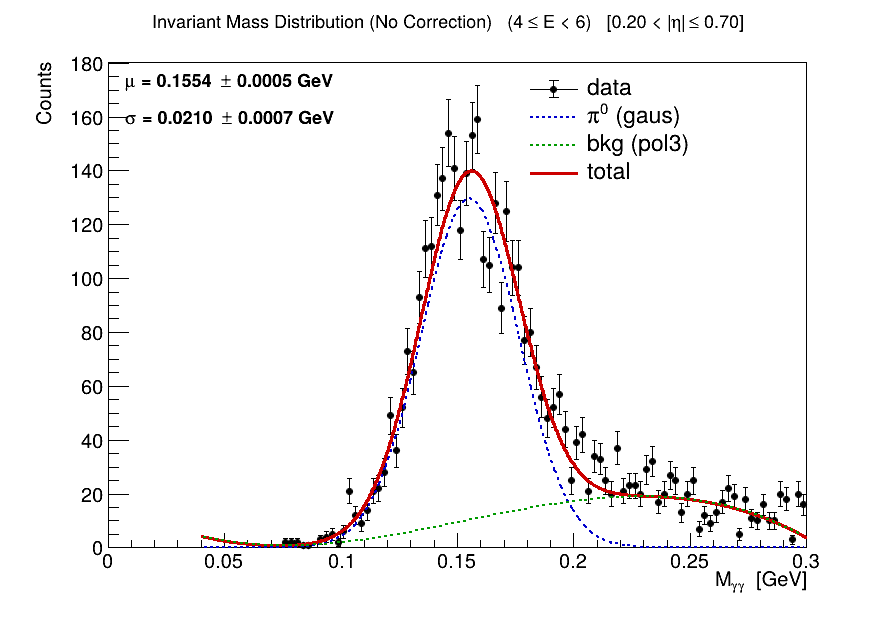 Invariant Mass Distribution (No Correction) (4 ≤ E < 6) [0.20 < |η| ≤ 0.70]
Counts
180
160
140
120
100
80
60
40
20
0
μ = 0.1554 ± 0.0005 GeV
σ = 0.0210 ± 0.0007 GeV
data
π⁰ (gaus)
bkg (pol3)
total
0
0.05
0.1
0.15
0.2
0.25
0.3
Mγγ [GeV]